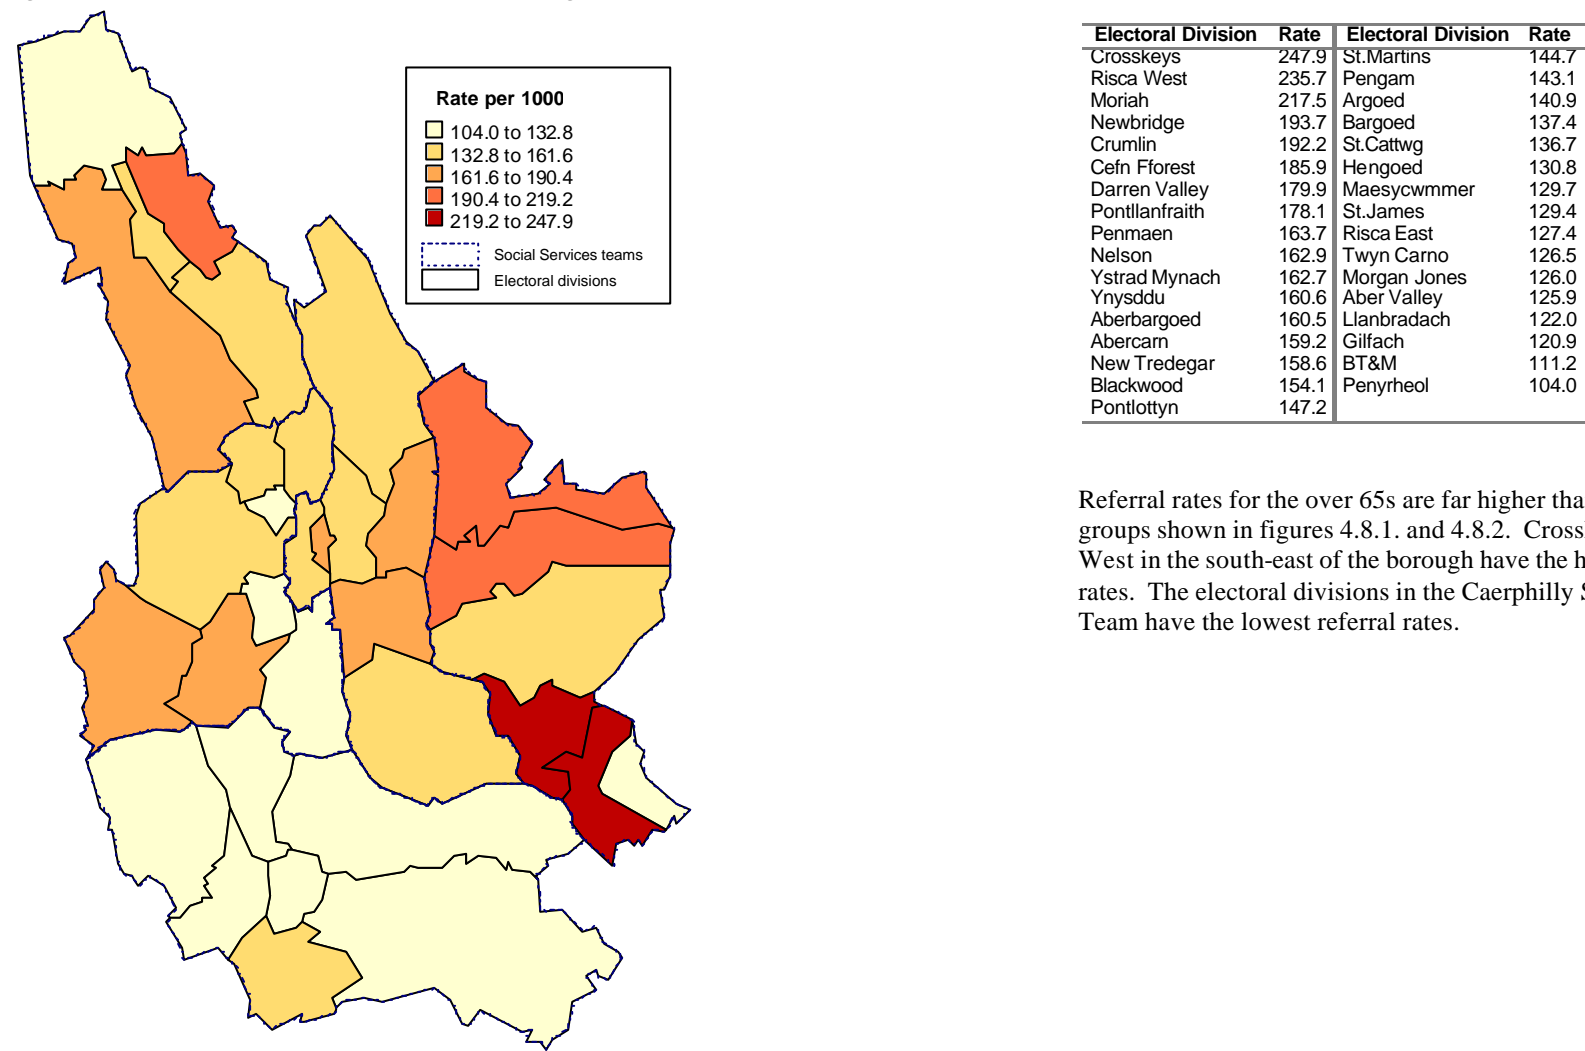 Rate per 1000
104.0 to 132.8
132.8 to 161.6
161.6 to 190.4
190.4 to 219.2
219.2 to 247.9
Social Services teams
Electoral divisions
Electoral Division Rate Electoral Division Rate
Crosskeys 247.9 St.Martins 144.7
Risca West 235.7 Pengam 143.1
Moriah 217.5 Argoed 140.9
Newbridge 193.7 Bargoed 137.4
Crumlin 192.2 St.Cattwg 136.7
Cefn Fforest 185.9 Hengoed 130.8
Darren Valley 179.9 Maesycwmmer 129.7
Pontllanfraith 178.1 St.James 129.4
Penmaen 163.7 Risca East 127.4
Nelson 162.9 Twyn Carno 126.5
Ystrad Mynach 162.7 Morgan Jones 126.0
Ynysddu 160.6 Aber Valley 125.9
Aberbargoed 160.5 Llanbradach 122.0
Abercarn 159.2 Gilfach 120.9
New Tredegar 158.6 BT&M 111.2
Blackwood 154.1 Penyrheol 104.0
Pontlottyn 147.2
Referral rates for the over 65s are far higher tha
groups shown in figures 4.8.1. and 4.8.2. Cross
West in the south-east of the borough have the h
rates. The electoral divisions in the Caerphilly S
Team have the lowest referral rates.